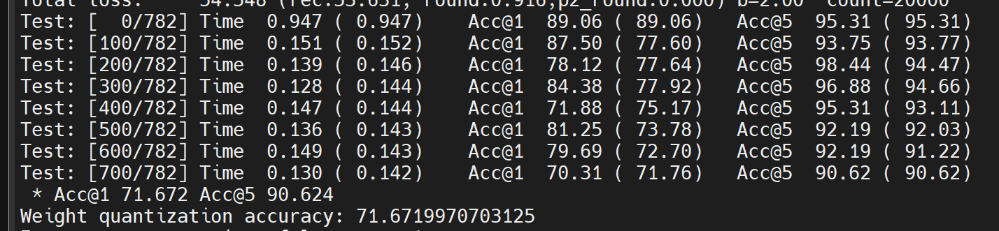 Total loss: 34.548 (rec:33.631, round:0.916,p2_round:0.000) b=2.00 count=20000
Test: [  0/782] Time  0.947 ( 0.947)    Acc@1  89.06 ( 89.06)   Acc@5  95.31 ( 95.31)
Test: [100/782] Time  0.151 ( 0.152)    Acc@1  87.50 ( 77.60)   Acc@5  93.75 ( 93.77)
Test: [200/782] Time  0.139 ( 0.146)    Acc@1  78.12 ( 77.64)   Acc@5  98.44 ( 94.47)
Test: [300/782] Time  0.128 ( 0.144)    Acc@1  84.38 ( 77.92)   Acc@5  96.88 ( 94.66)
Test: [400/782] Time  0.147 ( 0.144)    Acc@1  71.88 ( 75.17)   Acc@5  95.31 ( 93.11)
Test: [500/782] Time  0.136 ( 0.143)    Acc@1  81.25 ( 73.78)   Acc@5  92.19 ( 92.03)
Test: [600/782] Time  0.149 ( 0.143)    Acc@1  79.69 ( 72.70)   Acc@5  92.19 ( 91.22)
Test: [700/782] Time  0.130 ( 0.142)    Acc@1  70.31 ( 71.76)   Acc@5  90.62 ( 90.62)
 * Acc@1 71.672 Acc@5 90.624
Weight quantization accuracy: 71.6719970703125